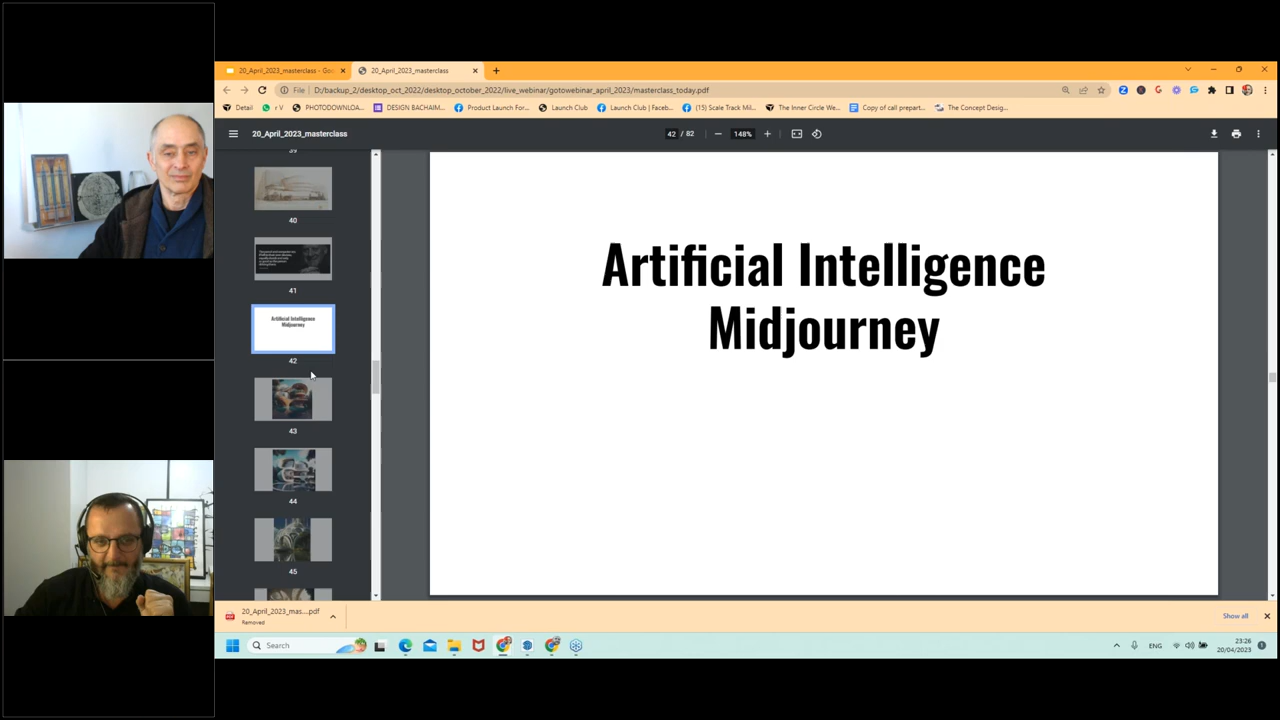 20_April_2023_masterclass - Goo
20_April_2023_masterclass
File
D:/backup_2/desktop_oct_2022/desktop_october_2022/live_webinar/gotowebinar_april_2023/masterclass_today.pdf
Detail
r V
PHOTODOWNLOA...
DESIGN BACHAIM...
Product Launch For...
Launch Club
Launch Club | Faceb...
(15) Scale Track Mil...
The Inner Circle We...
Copy of call prepart...
The Concept Desig...
20_April_2023_masterclass
42 / 82
148%
39
40
41
Artificial Intelligence
Midjourney
42
43
44
45
Artificial Intelligence
Midjourney
20_April_2023_mas....pdf
Removed
Show all
Search
ENG
23:26
20/04/2023